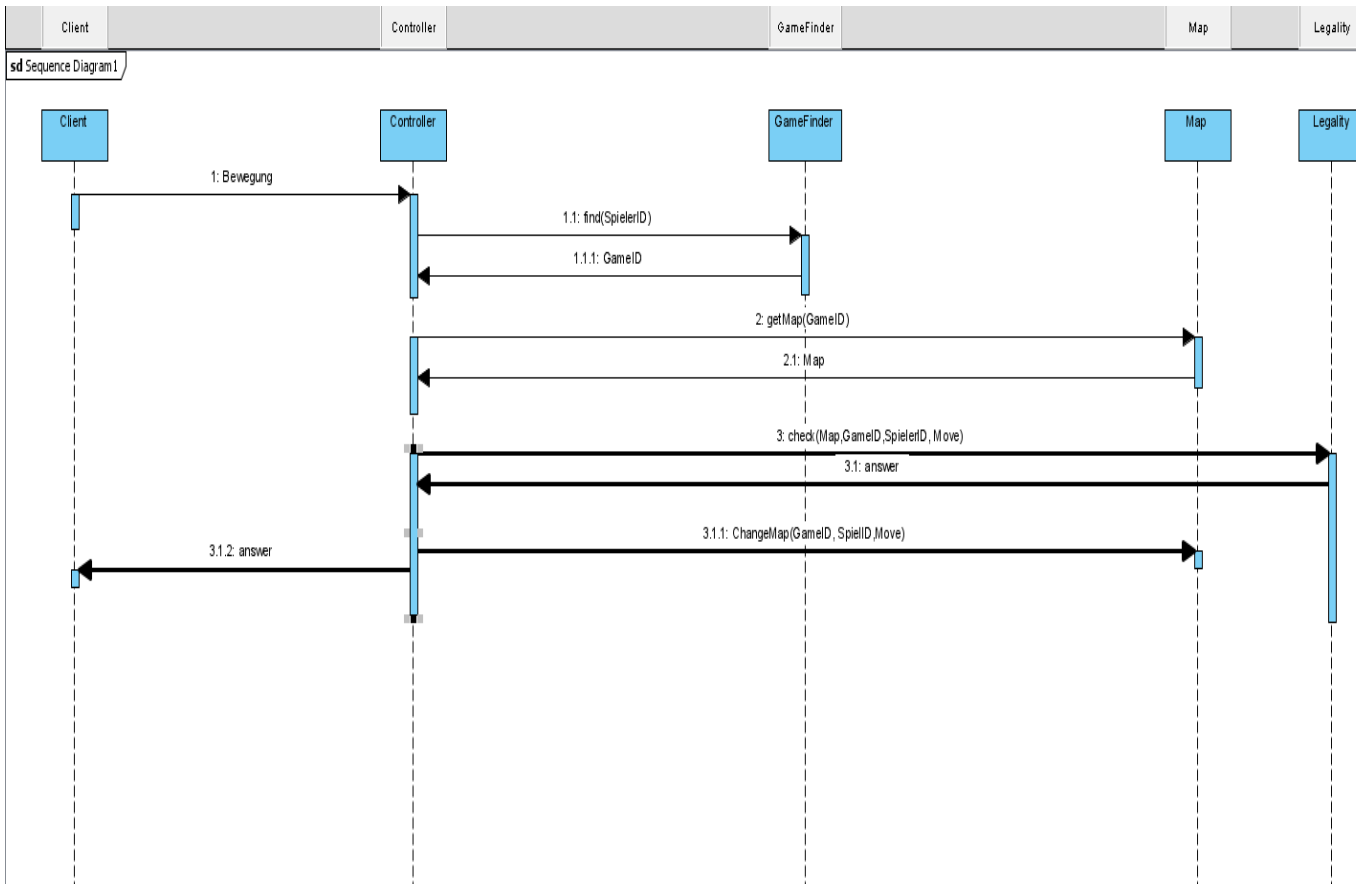 Client Controller GameFinder Map Legality
sd Sequence Diagram1
Client Controller GameFinder Map Legality
1: Bewegung
1.1: find(SpielerID)
1.1.1: GameID
2: getMap(GameID)
2.1: Map
3: check(Map,GameID,SpielerID, Move)
3.1: answer
3.1.1: ChangeMap(GameID, SpielID,Move)
3.1.2: answer